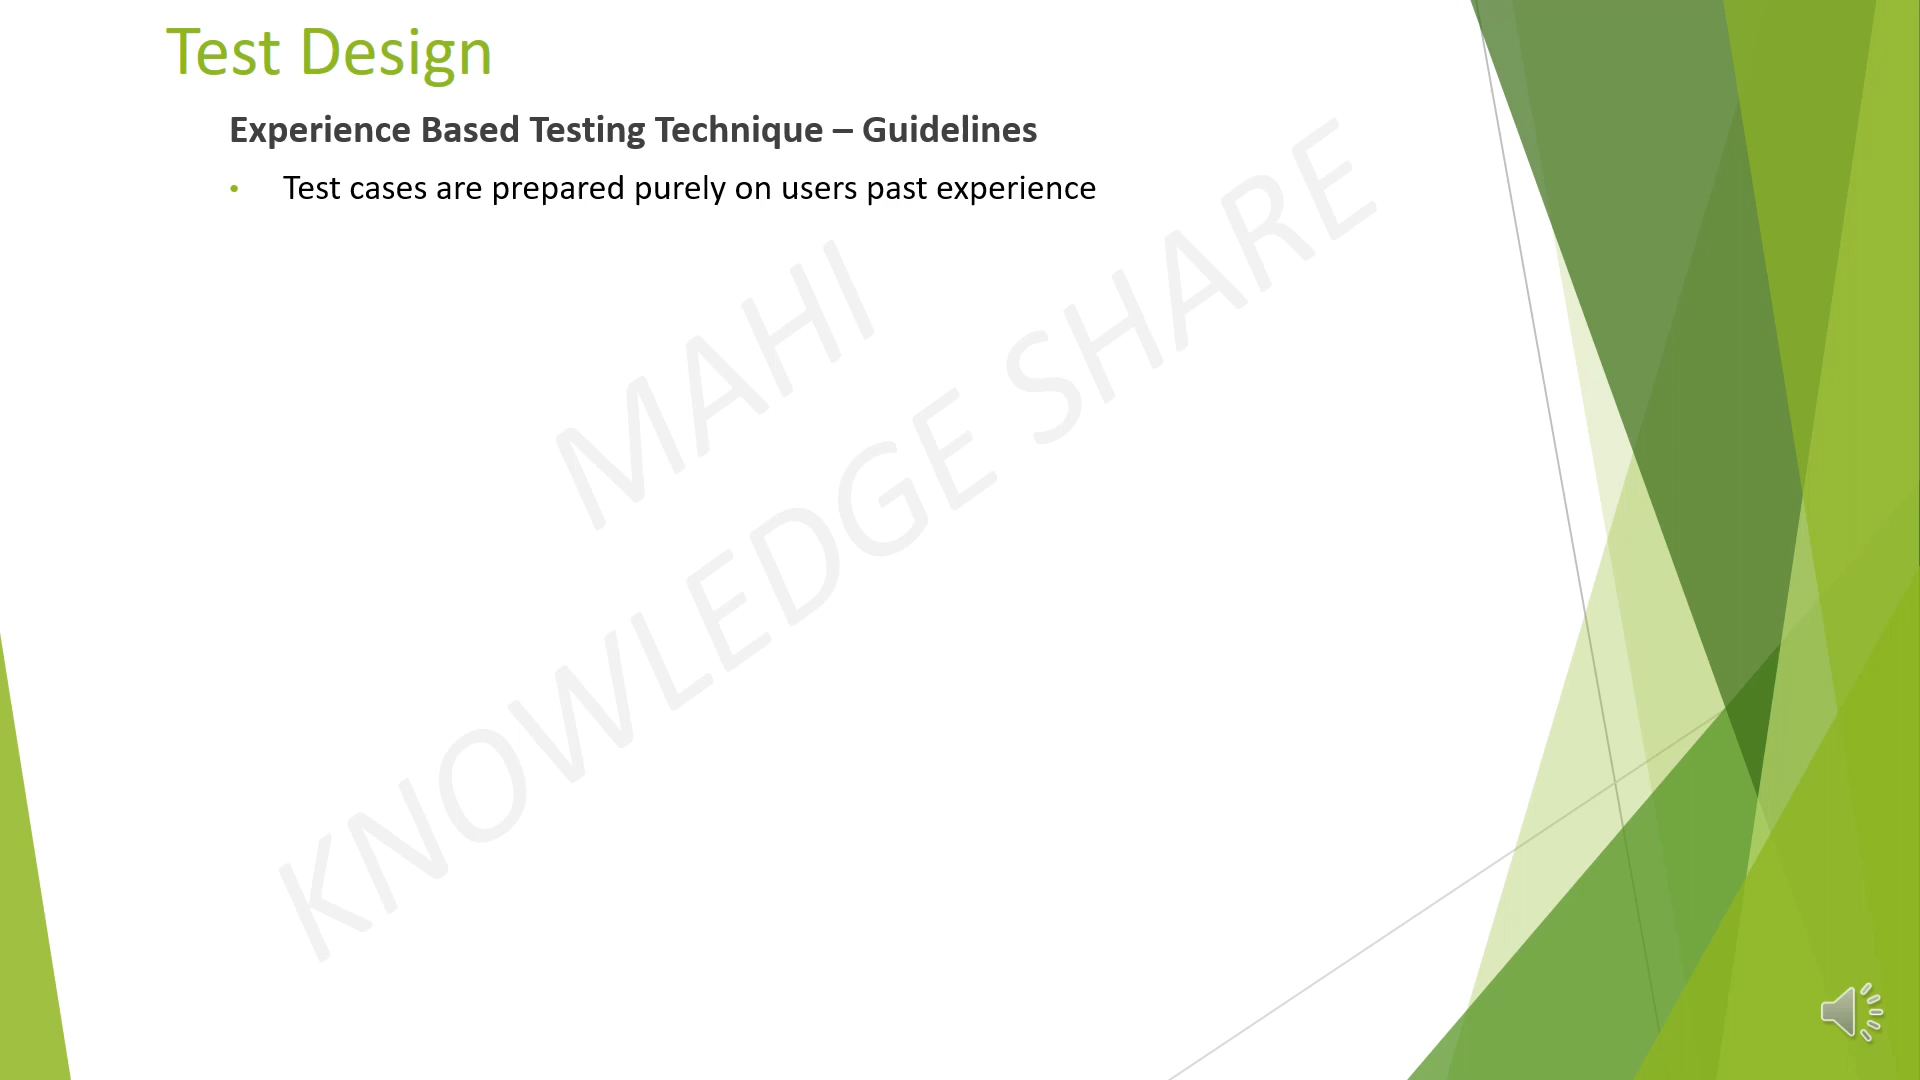 Test Design
Experience Based Testing Technique – Guidelines
• Test cases are prepared purely on users past experience
MAHI
KNOWLEDGE SHARE